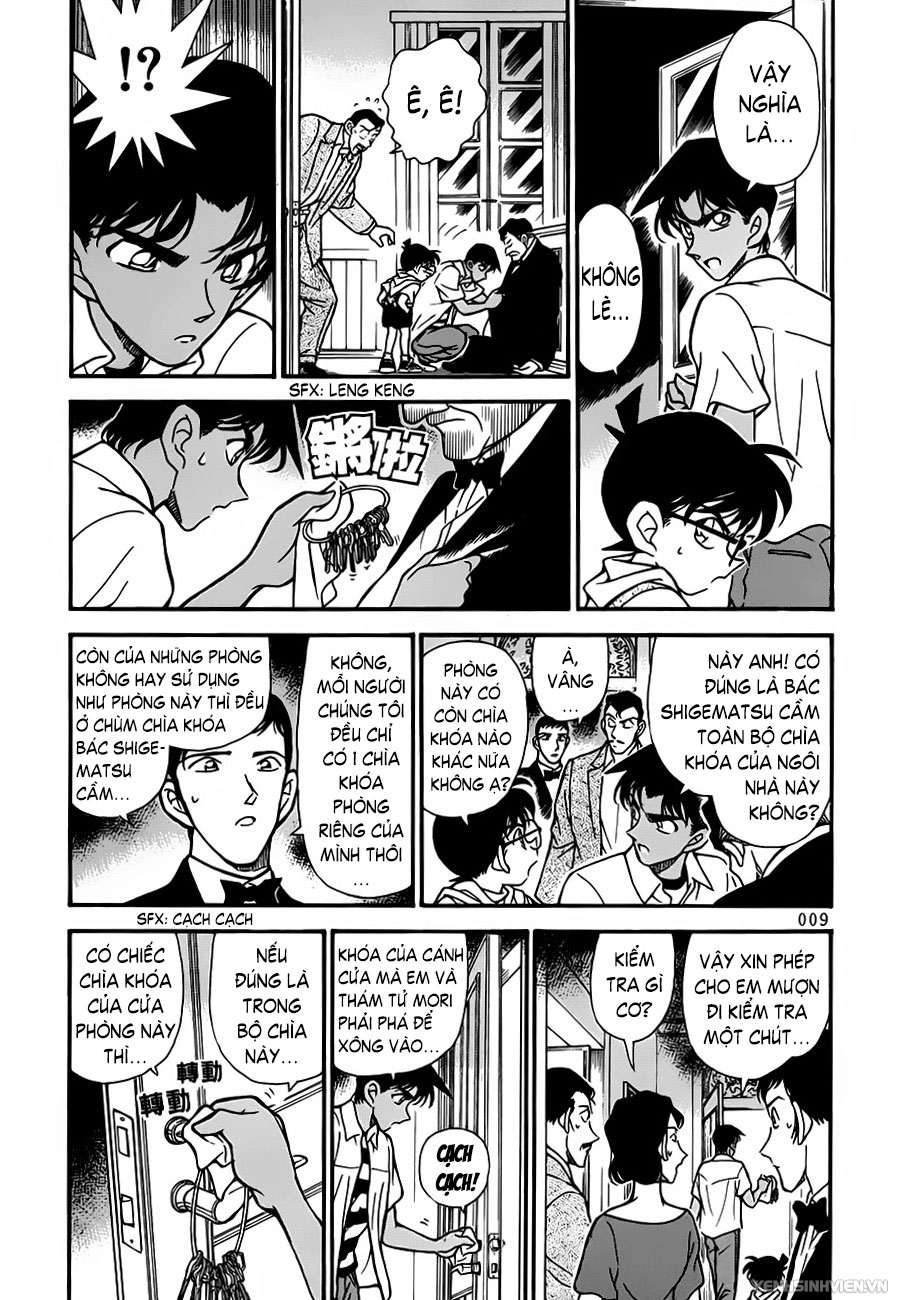 VẬY
NGHĨA
LÀ...
KHÔNG
LẼ...
Ê, Ê!
!?
SFX: LENG KENG
鏘啦
NÀY ANH! CÓ
ĐÚNG LÀ BÁC
SHIGEMATSU CẦM
TOÀN BỘ CHÌA
KHÓA CỦA NGÔI
NHÀ NÀY
KHÔNG?
À,
VÂNG
...
PHÒNG
NÀY CÓ
CÒN CHÌA
KHÓA NÀO
KHÁC NỮA
KHÔNG Ạ?
KHÔNG,
MỖI NGƯỜI
CHÚNG TÔI
ĐỀU CHỈ
CÓ 1 CHÌA
KHÓA
PHÒNG
RIÊNG CỦA
MÌNH THÔI
...
CÒN CỦA NHỮNG PHÒNG
KHÔNG HAY SỬ DỤNG
NHƯ PHÒNG NÀY THÌ ĐỀU
Ở CHÙM CHÌA KHÓA
BÁC SHIGE-
MATSU
CẦM...
SFX: CẠCH CẠCH
009
VẬY XIN PHÉP
CHO EM MƯỢN
ĐI KIỂM TRA
MỘT CHÚT...
KIỂM
TRA GÌ
CƠ?
KHÓA CỦA CÁNH
CỬA MÀ EM VÀ
THÁM TỬ MORI
PHẢI PHÁ ĐỂ
XÔNG VÀO...
CẠCH
CẠCH!
NẾU
ĐÚNG LÀ
TRONG
BỘ CHÌA
NÀY...
CÓ CHIẾC
CHÌA KHÓA
CỦA CỬA
PHÒNG NÀY
THÌ...
轉動
轉動
KENHSINHVIEN.VN